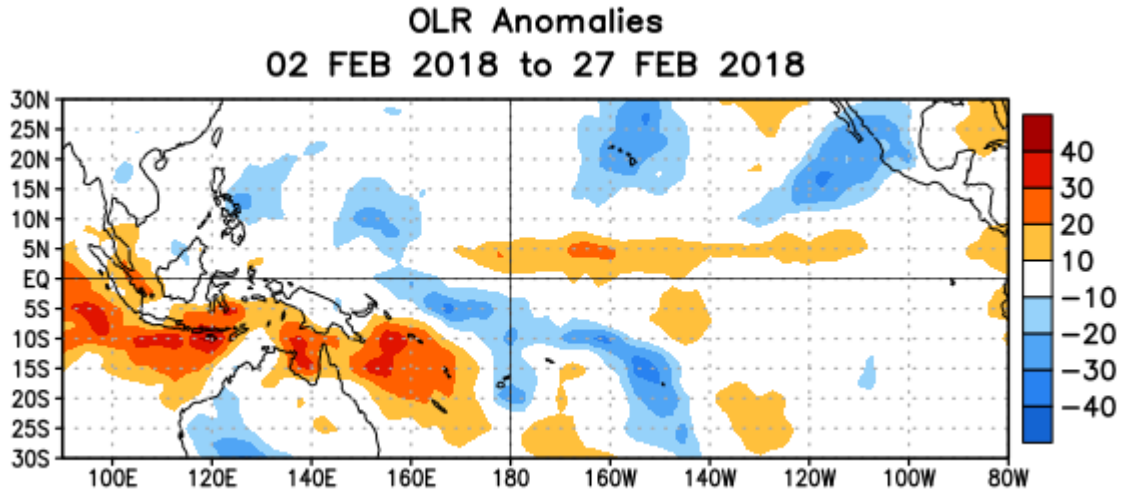 OLR Anomalies
02 FEB 2018 to 27 FEB 2018
30N
25N
20N
15N
10N
5N
EQ
5S
10S
15S
20S
25S
30S
100E 120E 140E 160E 180 160W 140W 120W 100W 80W
40
30
20
10
−10
−20
−30
−40